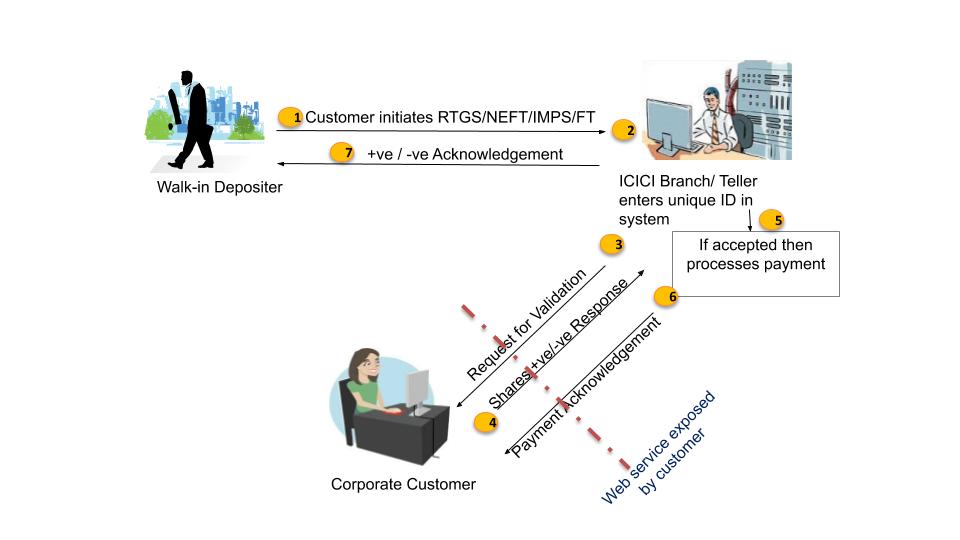 1 Customer initiates RTGS/NEFT/IMPS/FT
2
7 +ve / -ve Acknowledgement
Walk-in Depositer
ICICI Branch/ Teller
enters unique ID in
system
5
3
If accepted then
processes payment
6
Request for Validation
Shares +ve/-ve Response
Payment Acknowledgement
4
Web service exposed
by customer
Corporate Customer